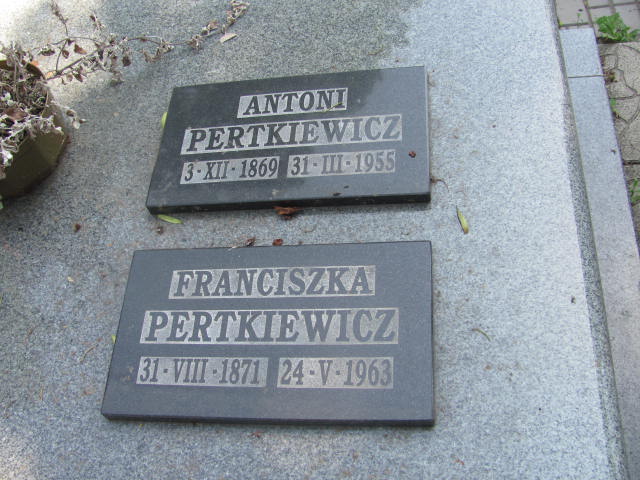 ANTONI
PERTKIEWICZ
3-XII-1869 31-III-1955
FRANCISZKA
PERTKIEWICZ
31-VIII-1871 24-V-1963